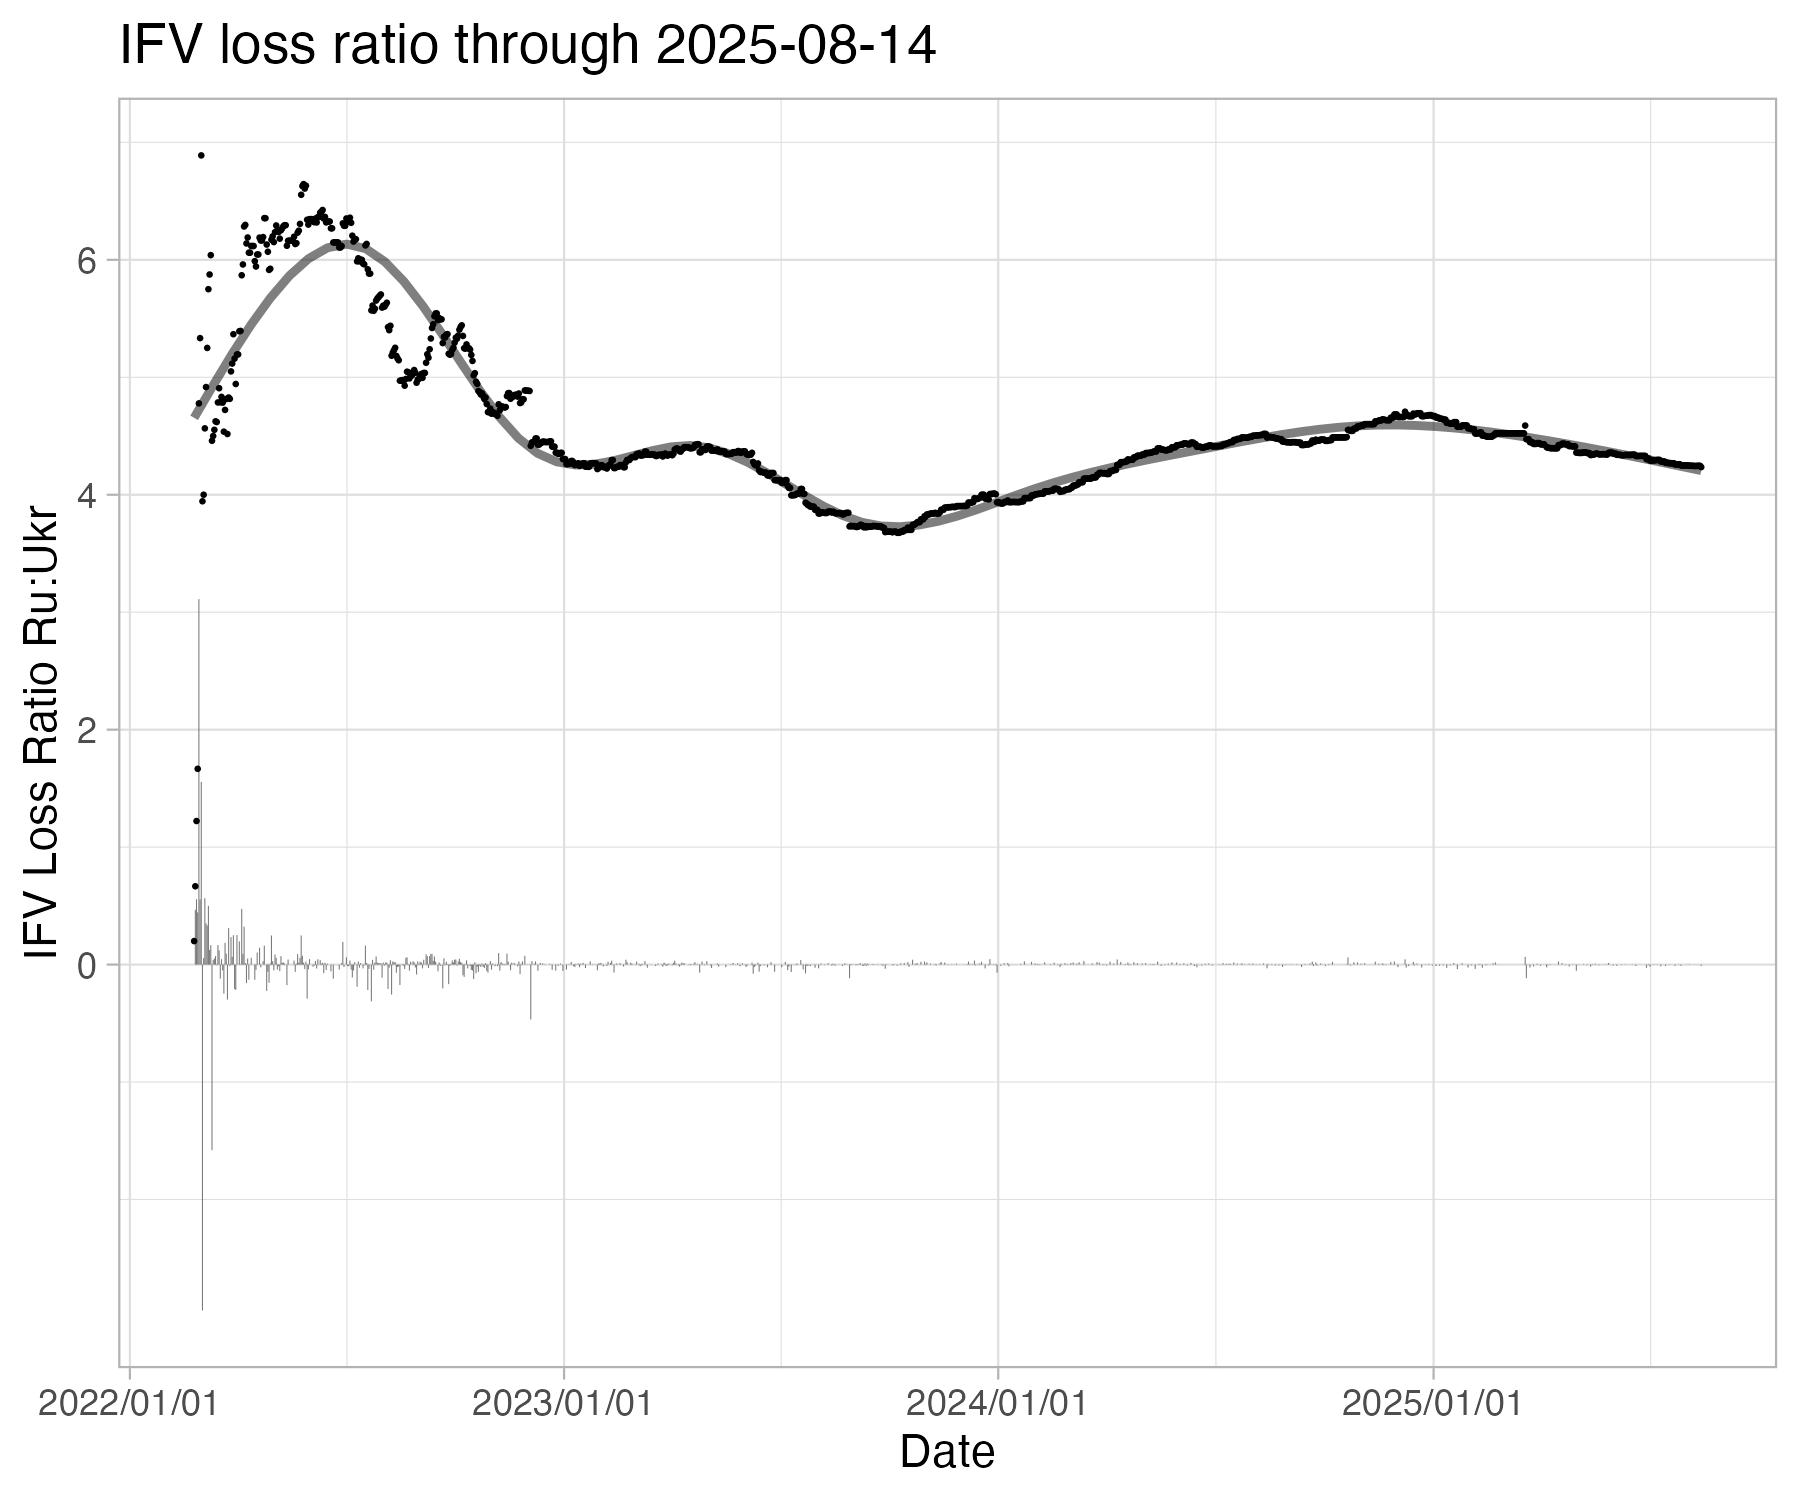 IFV loss ratio through 2025-08-14
IFV Loss Ratio Ru:Ukr
6
4
2
0
2022/01/01
2023/01/01
2024/01/01
2025/01/01
Date